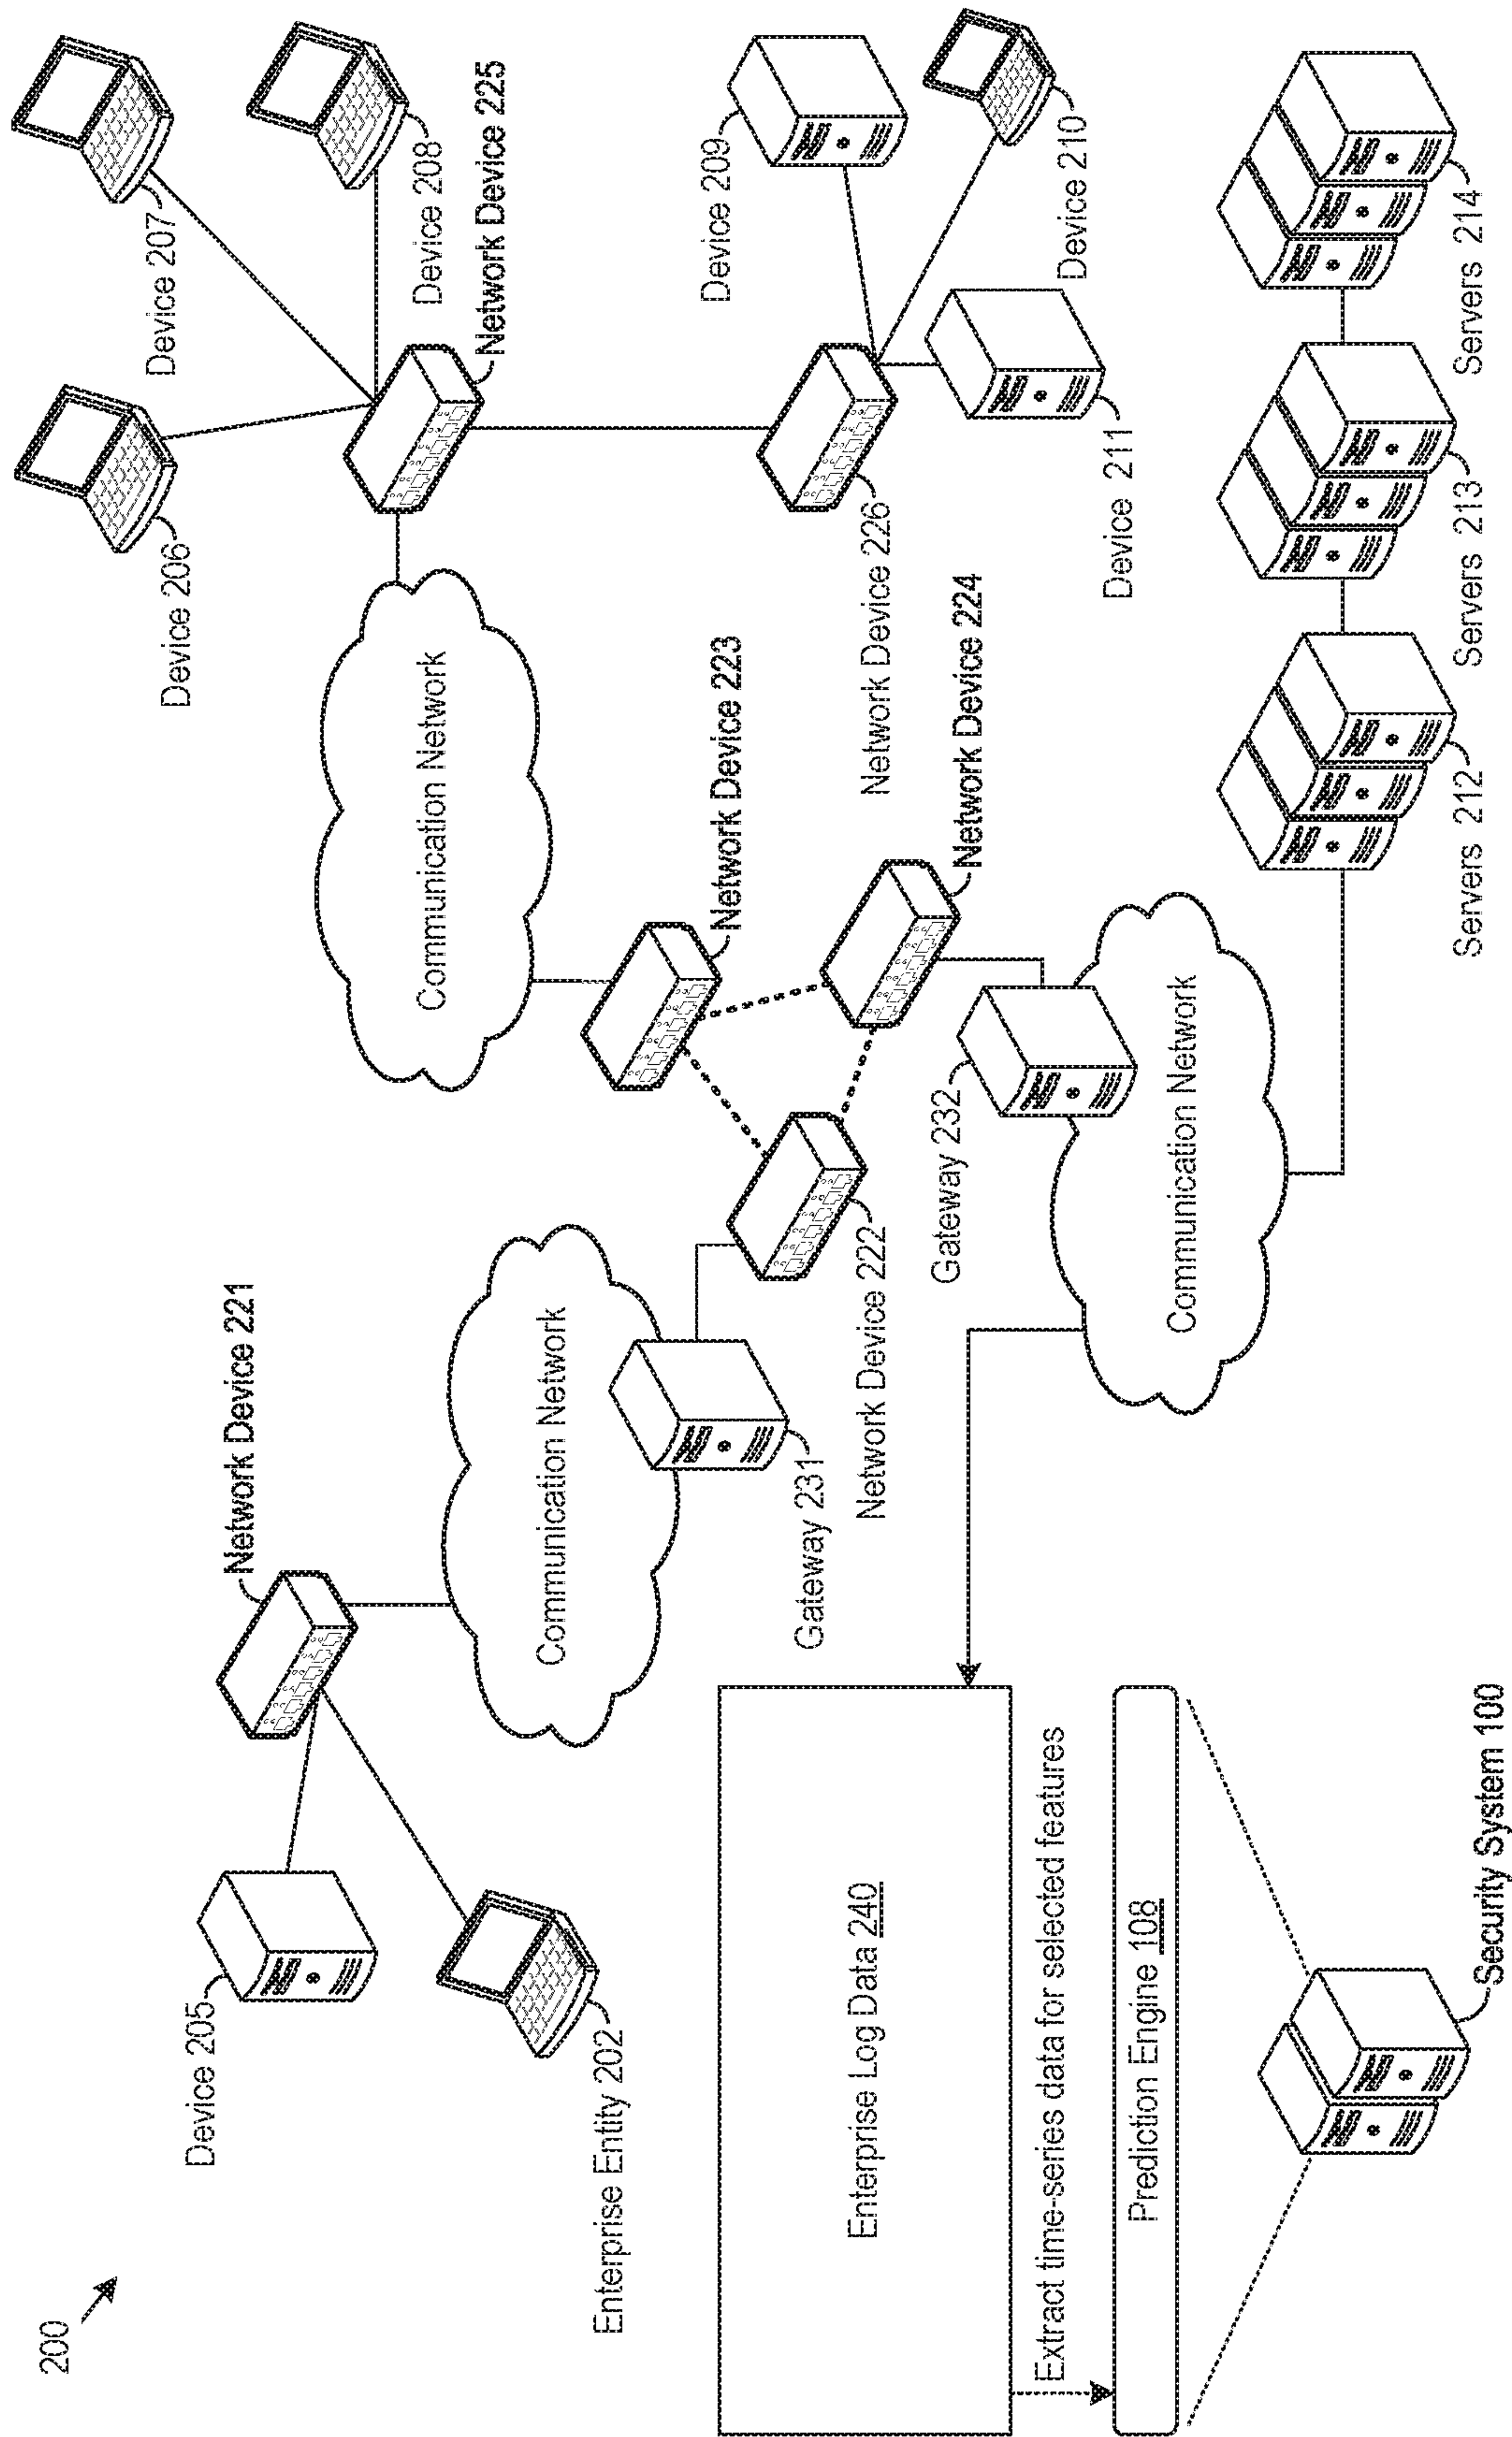 200
Device 205
Enterprise Entity 202
Network Device 221
Communication Network
Gateway 231
Network Device 222
Communication Network
Network Device 223
Network Device 224
Gateway 232
Communication Network
Device 206
Device 207
Device 208
Network Device 225
Network Device 226
Device 209
Device 210
Device 211
Servers 212
Servers 213
Servers 214
Enterprise Log Data 240
Extract time-series data for selected features
Prediction Engine 108
Security System 100